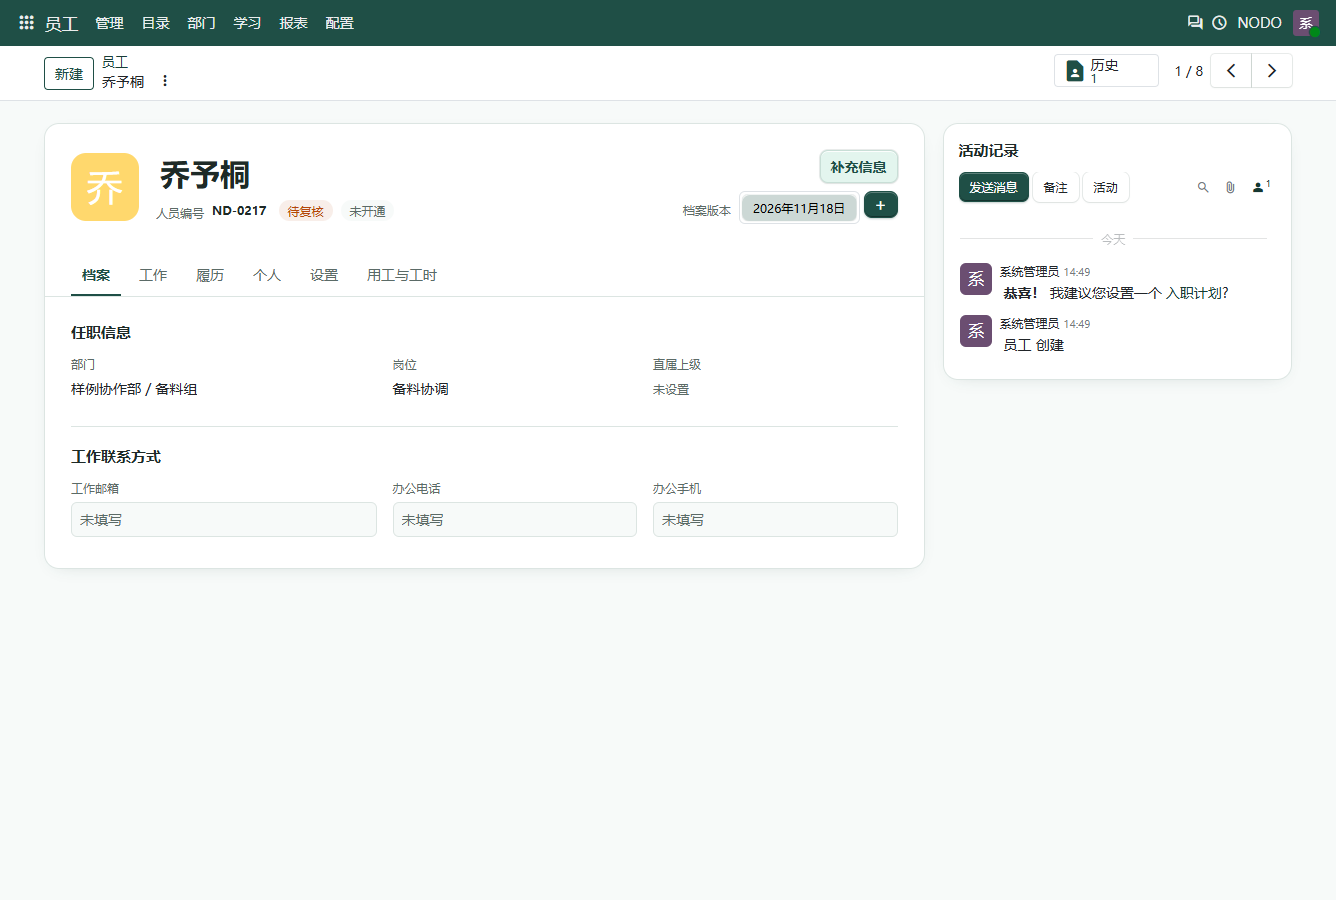 员工 管理 目录 部门 学习 报表 配置 NODO 系
新建 员工
乔予桐
历史
1
1 / 8
乔
乔予桐
人员编号 ND-0217 待复核 未开通
补充信息
档案版本 2026年11月18日 +
档案 工作 履历 个人 设置 用工与工时
任职信息
部门 岗位 直属上级
样例协作部 / 备料组 备料协调 未设置
工作联系方式
工作邮箱 办公电话 办公手机
未填写 未填写 未填写
活动记录
发送消息 备注 活动 1
今天
系 系统管理员 14:49
恭喜! 我建议您设置一个 入职计划?
系 系统管理员 14:49
员工 创建